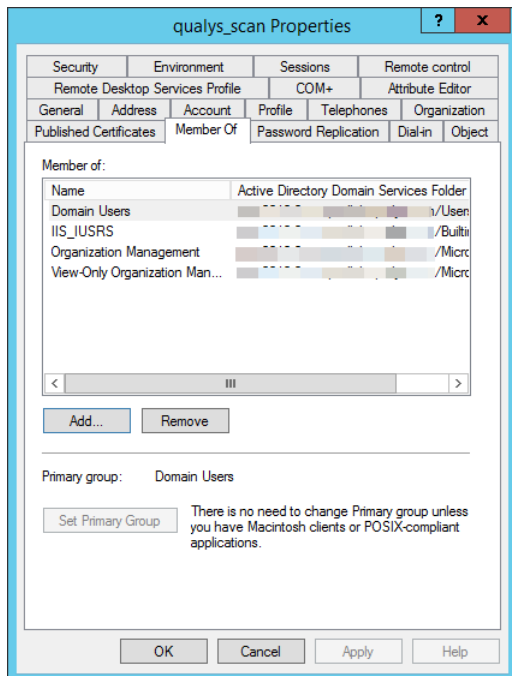 qualys_scan Properties
? x
Security Environment Sessions Remote control
Remote Desktop Services Profile COM+ Attribute Editor
General Address Account Profile Telephones Organization
Published Certificates Member Of Password Replication Dial-in Object
Member of:
Name Active Directory Domain Services Folder
Domain Users /Users
IIS_IUSRS /Builtin
Organization Management /Micro
View-Only Organization Man... /Micro
Add... Remove
Primary group: Domain Users
Set Primary Group
There is no need to change Primary group unless
you have Macintosh clients or POSIX-compliant
applications.
OK Cancel Apply Help